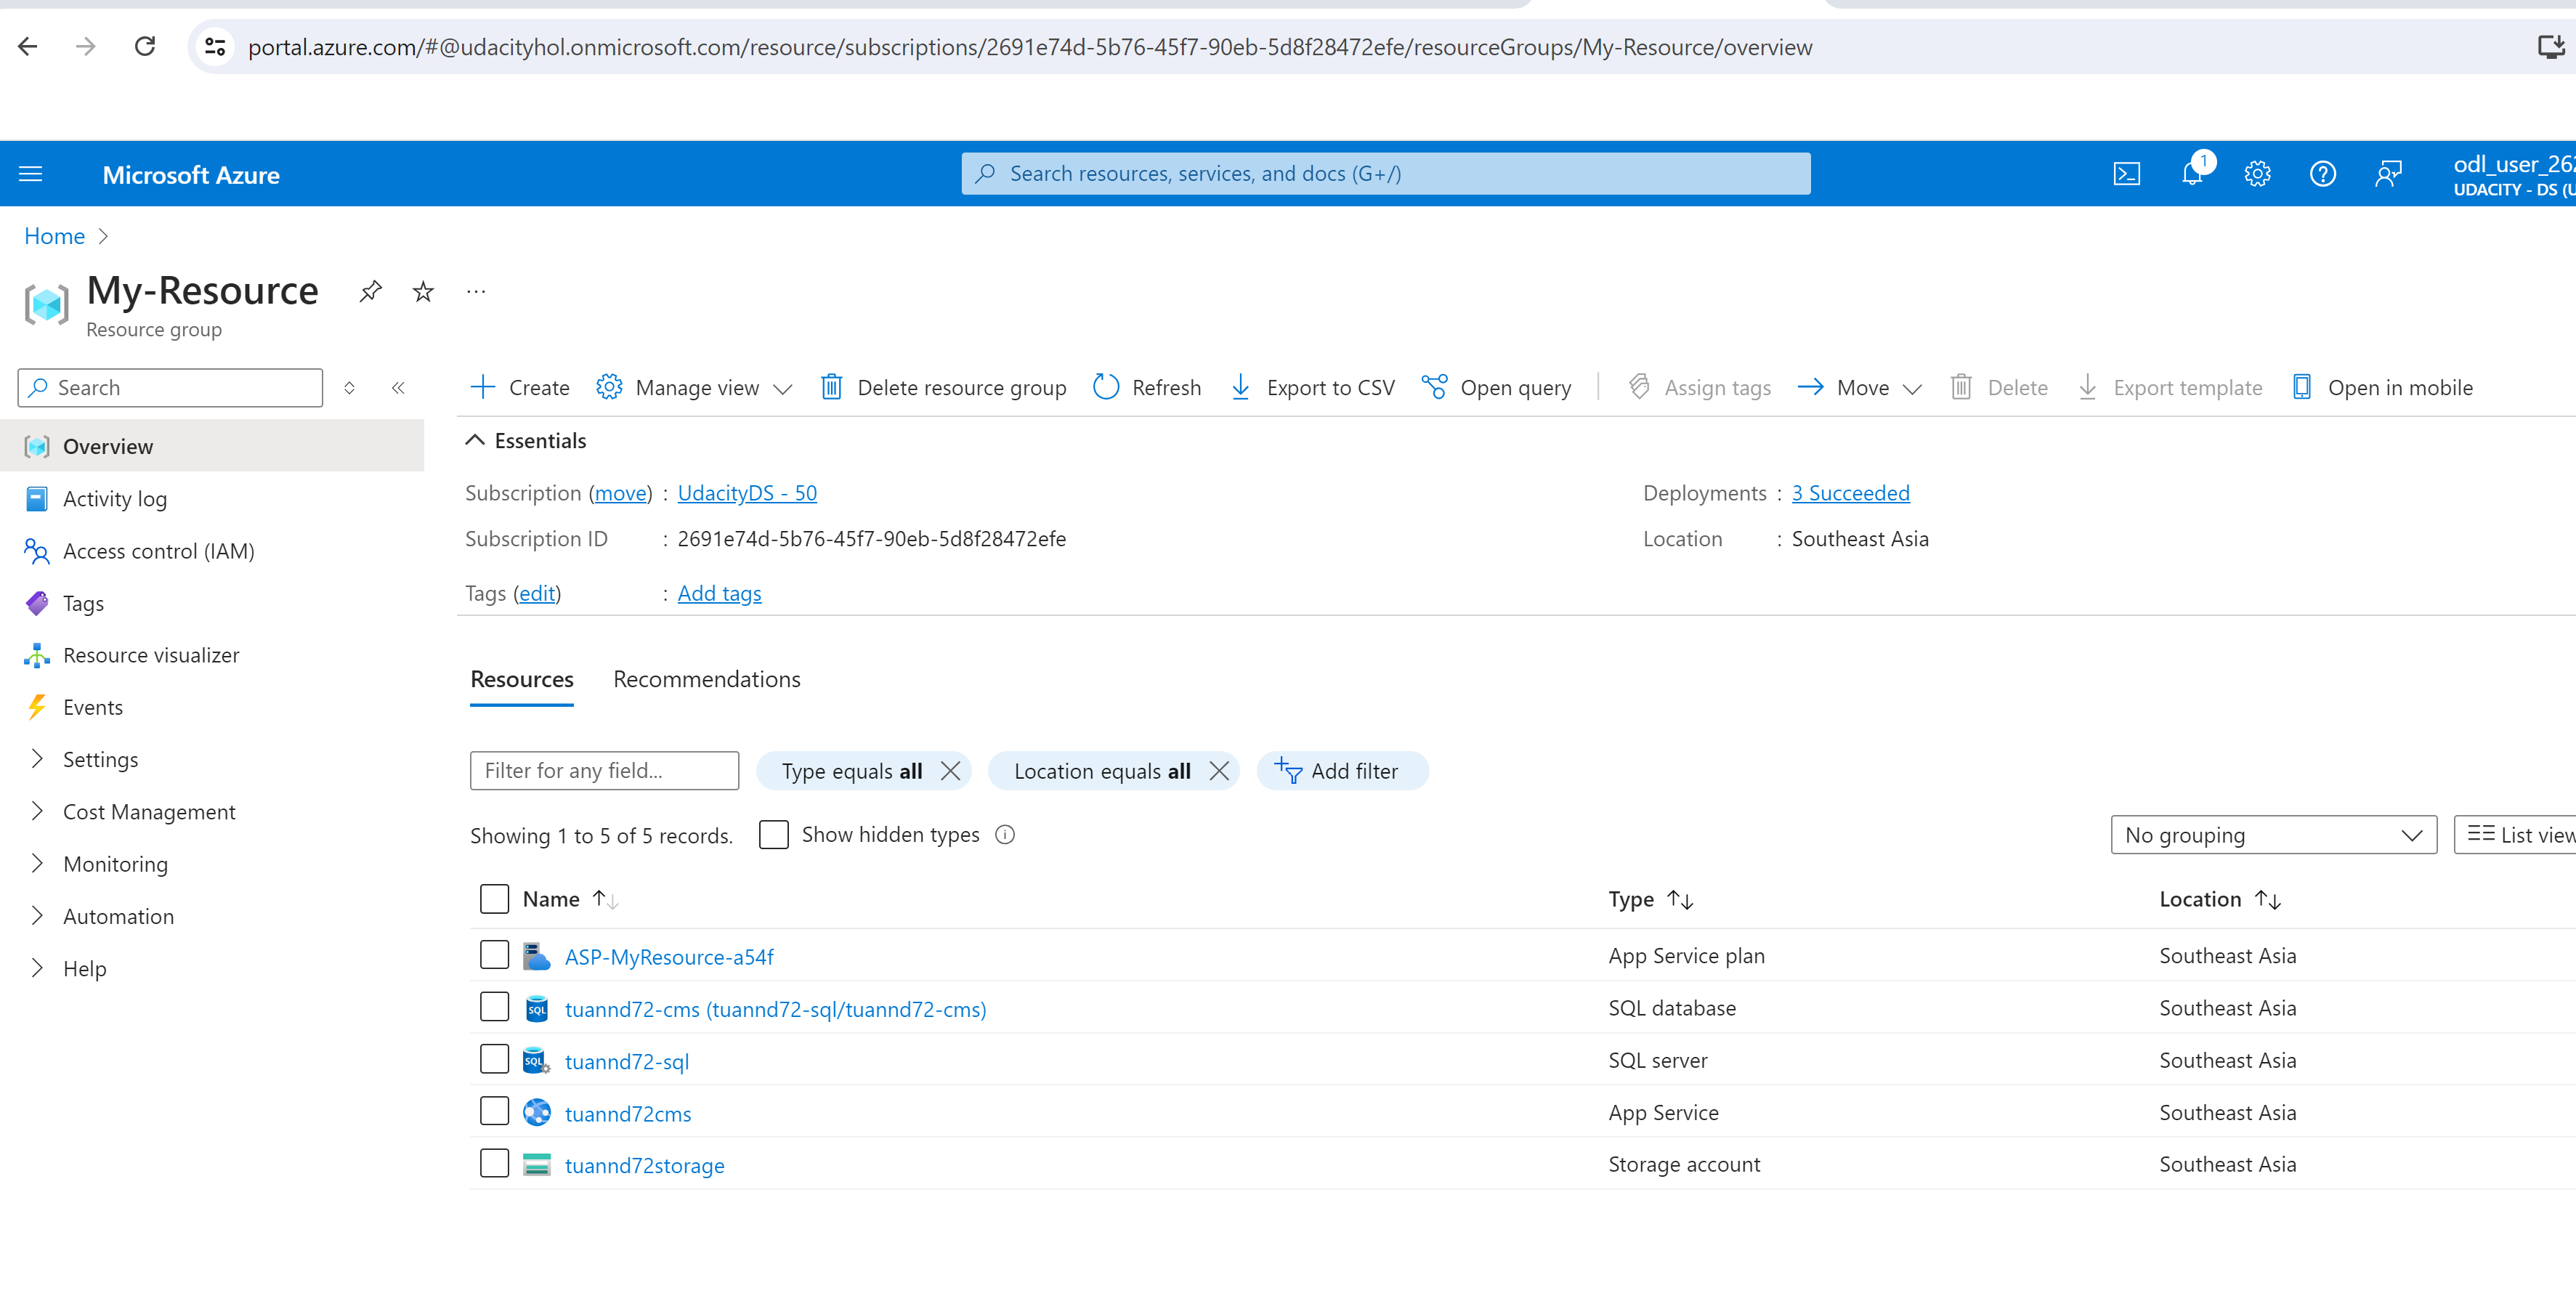 portal.azure.com/#@udacityhol.onmicrosoft.com/resource/subscriptions/2691e74d-5b76-45f7-90eb-5d8f28472efe/resourceGroups/My-Resource/overview
Microsoft Azure
Search resources, services, and docs (G+/)
1
odl_user_262
UDACITY - DS (U
Home
My-Resource
Resource group
Search
Create
Manage view
Delete resource group
Refresh
Export to CSV
Open query
Assign tags
Move
Delete
Export template
Open in mobile
Overview
Activity log
Access control (IAM)
Tags
Resource visualizer
Events
Settings
Cost Management
Monitoring
Automation
Help
Essentials
Subscription (move) : UdacityDS - 50
Deployments : 3 Succeeded
Subscription ID : 2691e74d-5b76-45f7-90eb-5d8f28472efe
Location : Southeast Asia
Tags (edit) : Add tags
Resources Recommendations
Filter for any field...
Type equals all
Location equals all
Add filter
Showing 1 to 5 of 5 records.
Show hidden types
No grouping
List view
Name Type Location
ASP-MyResource-a54f App Service plan Southeast Asia
tuannd72-cms (tuannd72-sql/tuannd72-cms) SQL database Southeast Asia
tuannd72-sql SQL server Southeast Asia
tuannd72cms App Service Southeast Asia
tuannd72storage Storage account Southeast Asia